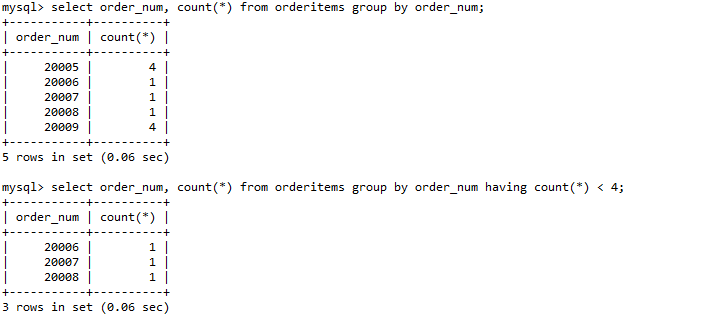 mysql> select order_num, count(*) from orderitems group by order_num;
+-----------+----------+
| order_num | count(*) |
+-----------+----------+
|     20005 |        4 |
|     20006 |        1 |
|     20007 |        1 |
|     20008 |        1 |
|     20009 |        4 |
+-----------+----------+
5 rows in set (0.06 sec)
mysql> select order_num, count(*) from orderitems group by order_num having count(*) < 4;
+-----------+----------+
| order_num | count(*) |
+-----------+----------+
|     20006 |        1 |
|     20007 |        1 |
|     20008 |        1 |
+-----------+----------+
3 rows in set (0.06 sec)